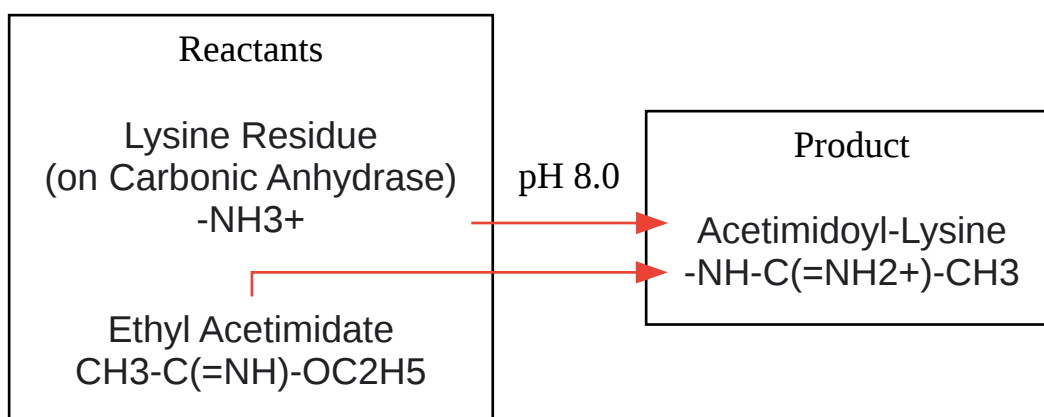 Reactants
Lysine Residue
(on Carbonic Anhydrase)
-NH3+
Ethyl Acetimidate
CH3-C(=NH)-OC2H5
pH 8.0
Product
Acetimidoyl-Lysine
-NH-C(=NH2+)-CH3